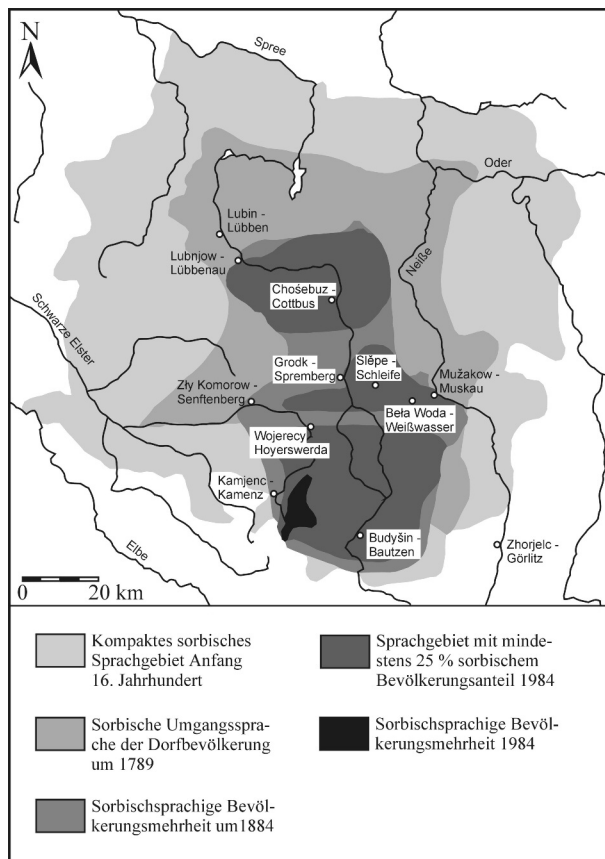 N
Spree
Oder
Lubin -
Lübben
Lubnjow -
Lübbenau
Neiße
Chośebuz -
Cottbus
Schwarze Elster
Grodk -
Spremberg
Slěpe -
Schleife
Zły Komorow -
Senftenberg
Mužakow -
Muskau
Beła Woda -
Weißwasser
Wojerecy
Hoyerswerda
Kamjenc -
Kamenz
Budyšin -
Bautzen
Zhorjelc -
Görlitz
Elbe
0 20 km
Kompaktes sorbisches
Sprachgebiet Anfang
16. Jahrhundert
Sorbische Umgangsspra-
che der Dorfbevölkerung
um 1789
Sorbischsprachige Bevöl-
kerungsmehrheit um1884
Sprachgebiet mit minde-
stens 25 % sorbischem
Bevölkerungsanteil 1984
Sorbischsprachige Bevöl-
kerungsmehrheit 1984